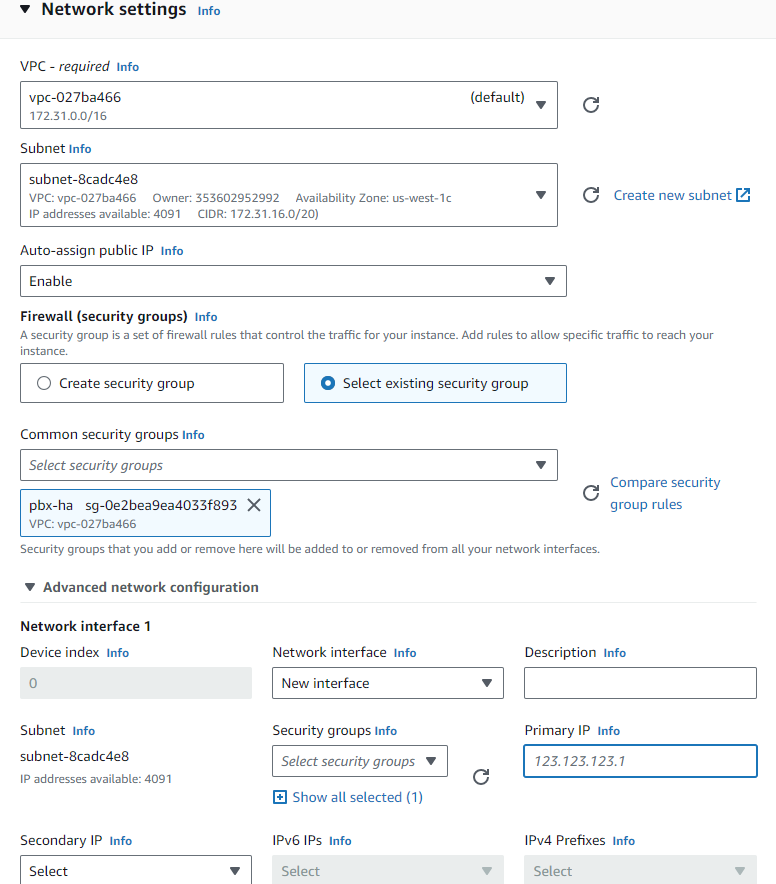 Network settings Info
VPC - required Info
vpc-027ba466 (default)
172.31.0.0/16
Subnet Info
subnet-8cadc4e8
VPC: vpc-027ba466 Owner: 353602952992 Availability Zone: us-west-1c
IP addresses available: 4091 CIDR: 172.31.16.0/20)
Create new subnet
Auto-assign public IP Info
Enable
Firewall (security groups) Info
A security group is a set of firewall rules that control the traffic for your instance. Add rules to allow specific traffic to reach your
instance.
Create security group
Select existing security group
Common security groups Info
Select security groups
Compare security
group rules
pbx-ha sg-0e2bea9ea4033f893
VPC: vpc-027ba466
Security groups that you add or remove here will be added to or removed from all your network interfaces.
Advanced network configuration
Network interface 1
Device index Info
0
Network interface Info
New interface
Description Info
Subnet Info
subnet-8cadc4e8
IP addresses available: 4091
Security groups Info
Select security groups
Show all selected (1)
Primary IP Info
123.123.123.1
Secondary IP Info
Select
IPv6 IPs Info
Select
IPv4 Prefixes Info
Select